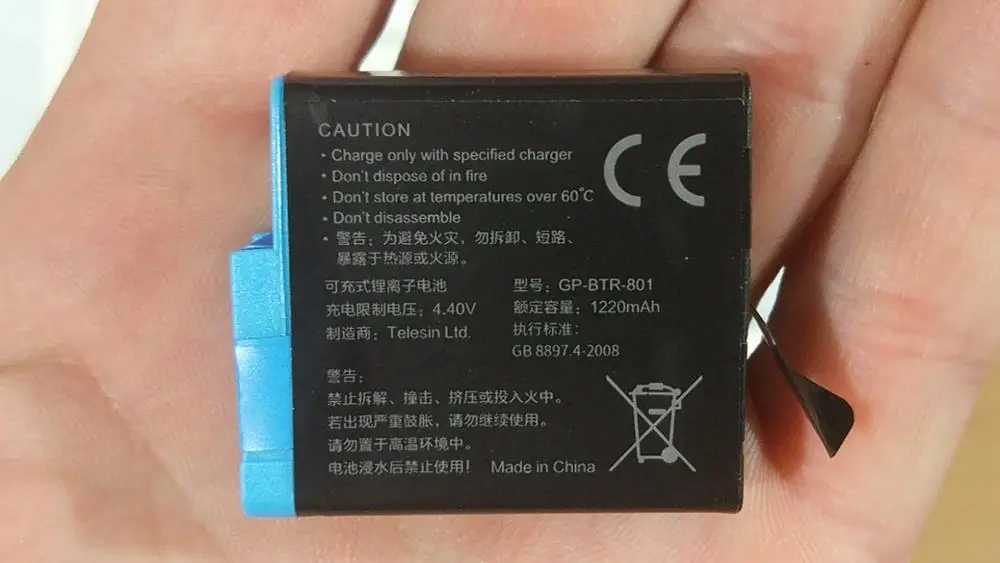 CAUTION
• Charge only with specified charger
• Don't dispose of in fire
• Don't store at temperatures over 60℃
• Don't disassemble
• 警告：为避免火灾，勿拆卸、短路、
暴露于热源或火源。
CE
可充式锂离子电池
型号：GP-BTR-801
充电限制电压：4.40V
额定容量：1220mAh
制造商：Telesin Ltd.
执行标准：
GB 8897.4-2008
警告：
禁止拆解、撞击、挤压或投入火中。
若出现严重鼓胀，请勿继续使用。
请勿置于高温环境中。
电池浸水后禁止使用！ Made in China